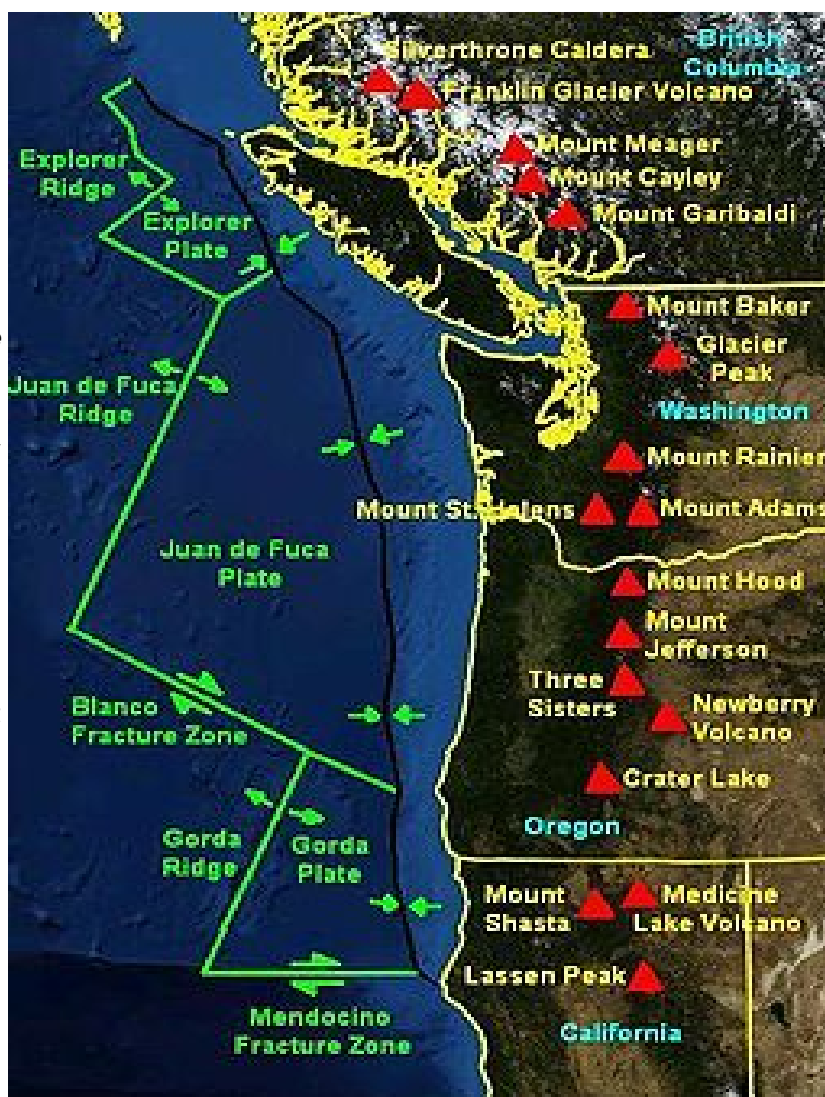 Silverthrone Caldera
British
Columbia
Franklin Glacier Volcano
Mount Meager
Explorer
Ridge
Mount Cayley
Explorer
Plate
Mount Garibaldi
Mount Baker
Glacier
Peak
Juan de Fuca
Ridge
Washington
Mount Rainier
Mount St. Helens
Mount Adams
Juan de Fuca
Plate
Mount Hood
Mount
Jefferson
Three
Sisters
Blanco
Fracture Zone
Newberry
Volcano
Crater Lake
Oregon
Gorda
Ridge
Gorda
Plate
Mount
Shasta
Medicine
Lake Volcano
Lassen Peak
Mendocino
Fracture Zone
California